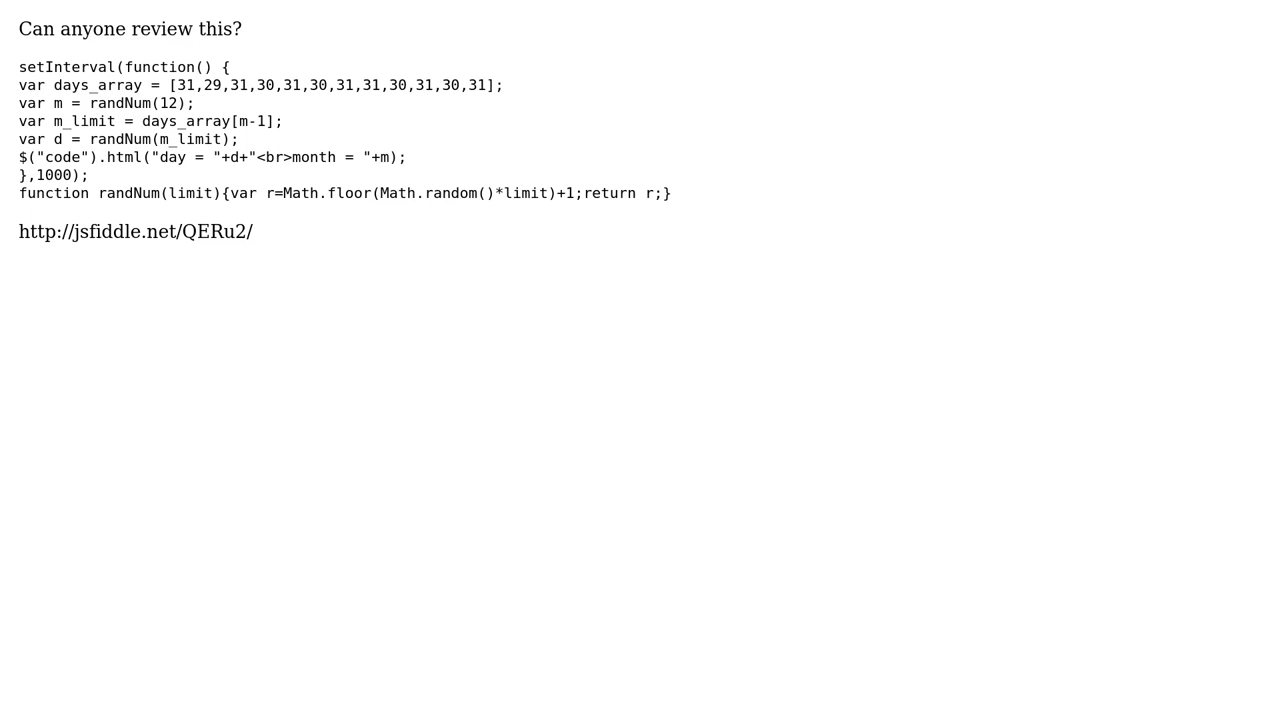 Can anyone review this?
setInterval(function() {
var days_array = [31,29,31,30,31,30,31,31,30,31,30,31];
var m = randNum(12);
var m_limit = days_array[m-1];
var d = randNum(m_limit);
$("code").html("day = "+d+"<br>month = "+m);
},1000);
function randNum(limit){var r=Math.floor(Math.random()*limit)+1;return r;}
http://jsfiddle.net/QERu2/